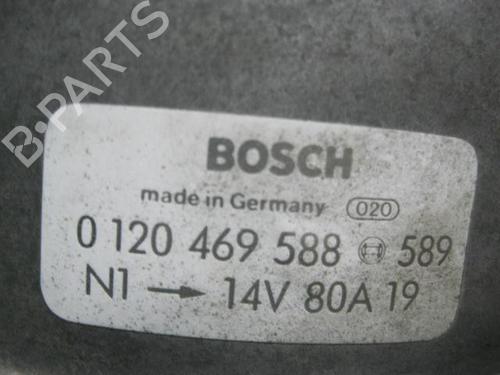 B-PARTS
BOSCH
made in Germany 020
0 120 469 588 589
N1 → 14V 80A 19